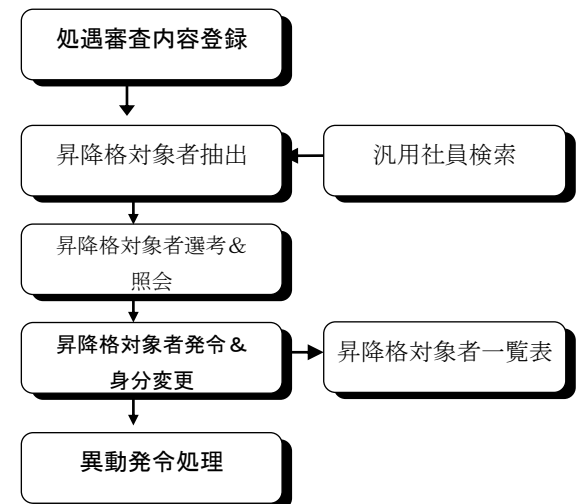 処遇審査内容登録
昇降格対象者抽出
汎用社員検索
昇降格対象者選考＆
照会
昇降格対象者発令＆
身分変更
昇降格対象者一覧表
異動発令処理